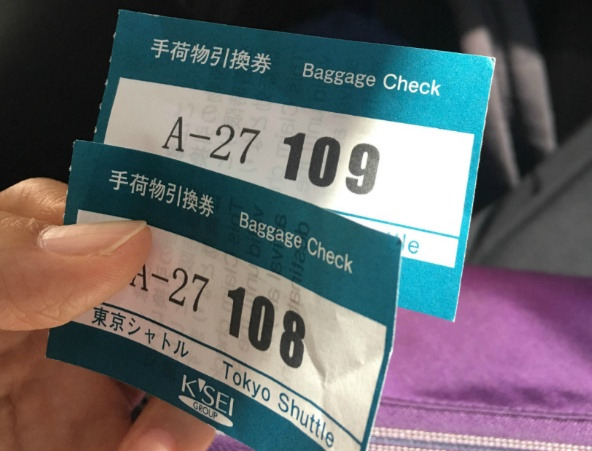 手荷物引換券 Baggage Check
A-27 109
手荷物引換券 Baggage Check
A-27 108
東京シャトル Tokyo Shuttle
K'SEI
GROUP